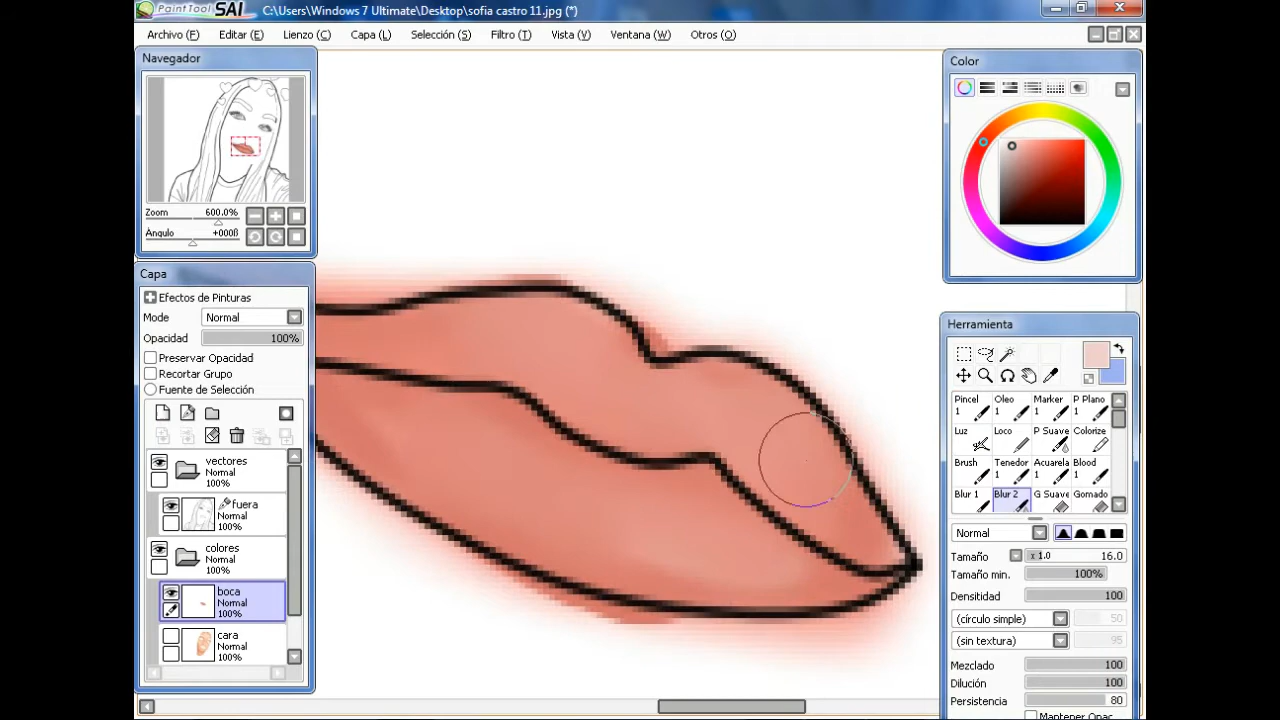 PaintTool SAI C:\Users\Windows 7 Ultimate\Desktop\sofia castro 11.jpg (*)
Archivo (F) Editar (E) Lienzo (C) Capa (L) Selección (S) Filtro (T) Vista (V) Ventana (W) Otros (O)
Navegador
Zoom 600.0%
Àngulo +000ß
Capa
Efectos de Pinturas
Mode Normal
Opacidad 100%
Preservar Opacidad
Recortar Grupo
Fuente de Selección
vectores
Normal
100%
fuera
Normal
100%
colores
Normal
100%
boca
Normal
100%
cara
Normal
100%
Color
Herramienta
Pincel Oleo Marker P Plano
1 1 1 1
Luz Loco P Suave Colorize
Brush Tenedor Acuarela Blood
1 1 1 1
Blur 1 Blur 2 G Suave Gomado
Normal
Tamaño x 1.0 16.0
Tamaño min. 100%
Densitidad 100
(círculo simple) 50
(sin textura) 95
Mezclado 100
Dilución 100
Persistencia 80
Mantener Opac